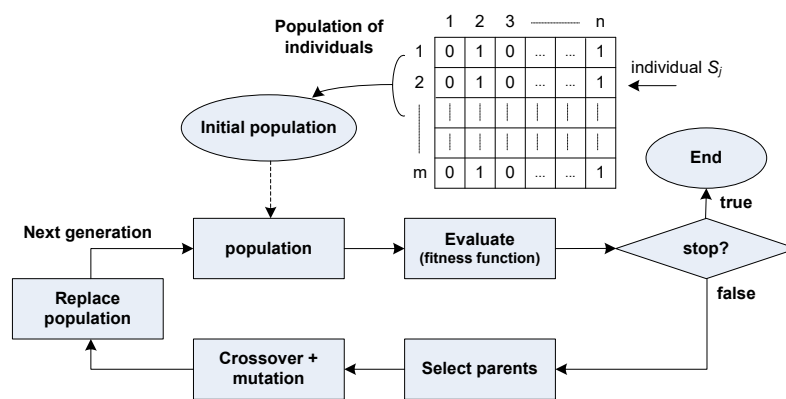 1 2 3 n
Population of
individuals
1 0 1 0 ... ... 1
2 0 1 0 ... ... 1
individual Sj
m 0 1 0 ... ... 1
Initial population
End
true
Next generation
population
Evaluate
(fitness function)
stop?
false
Replace
population
Crossover +
mutation
Select parents